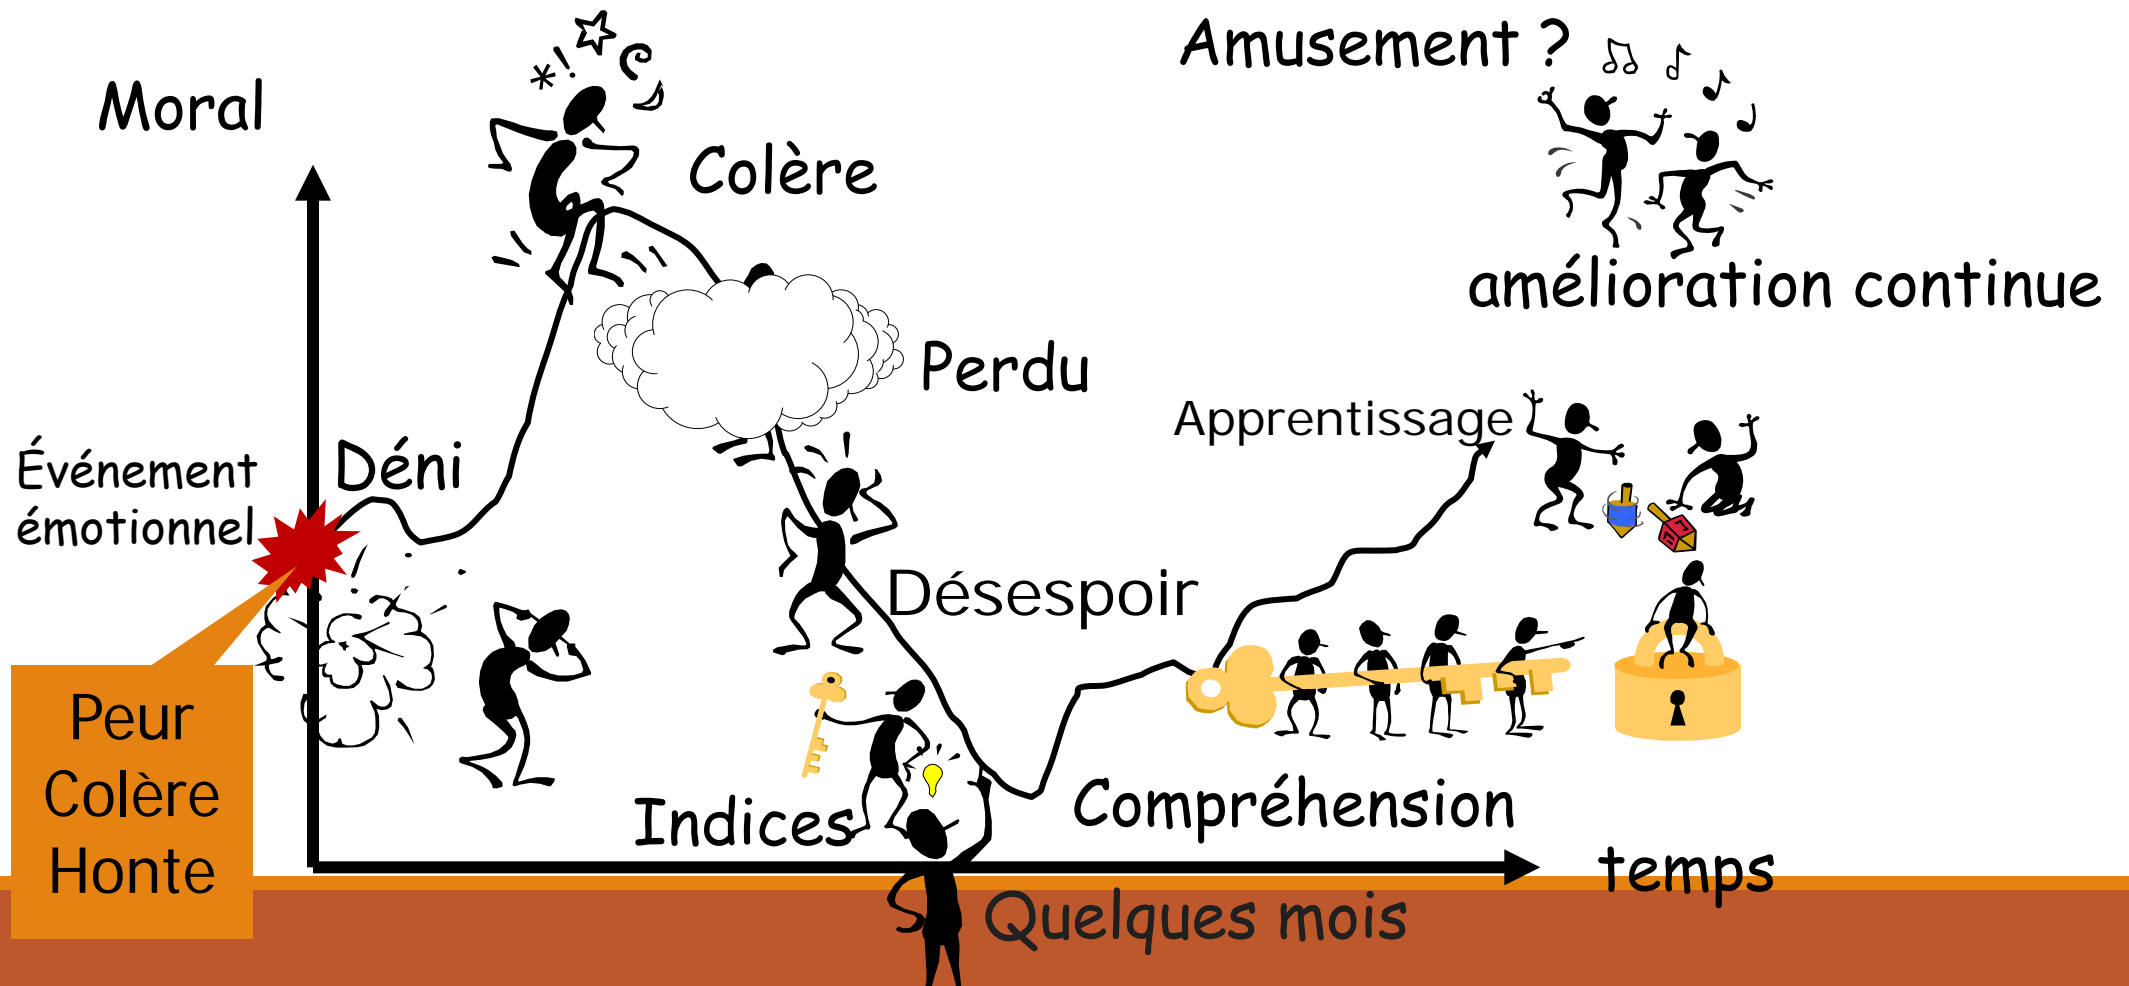 Amusement ?
Moral
Colère
amélioration continue
Perdu
Apprentissage
Événement
émotionnel
Déni
Désespoir
Peur
Colère
Honte
Indices
Compréhension
temps
Quelques mois